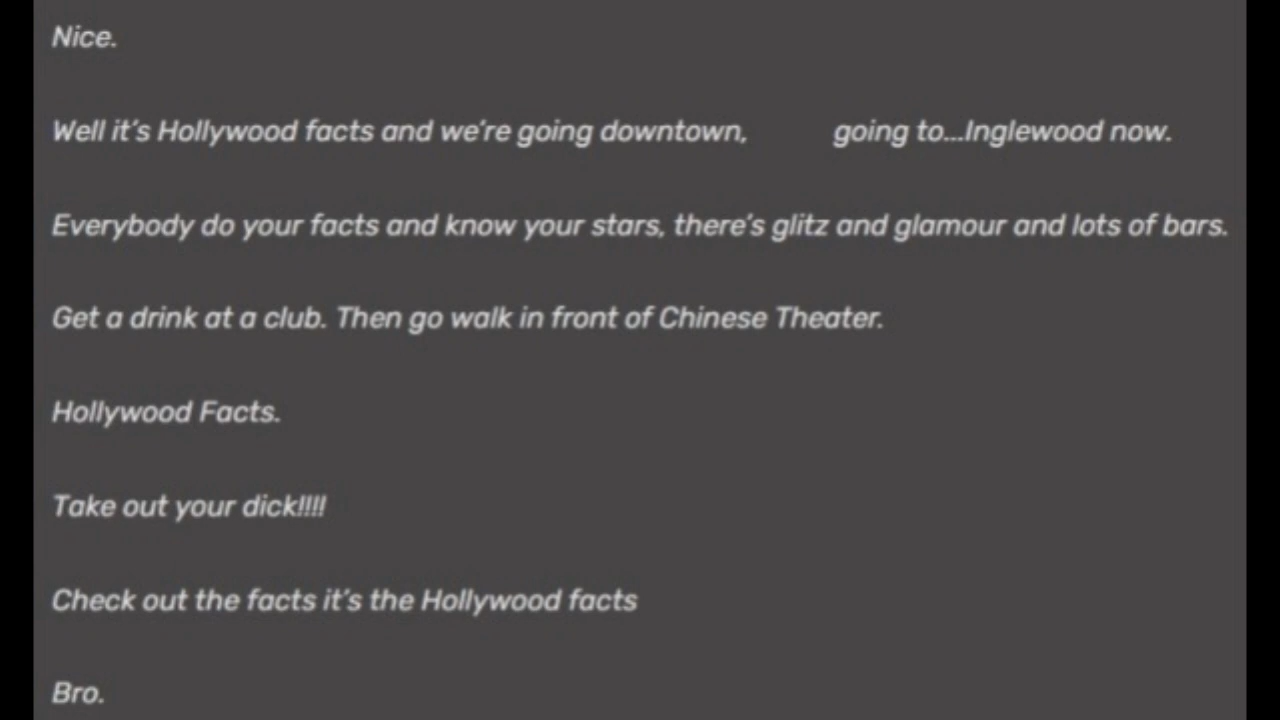 Nice.
Well it's Hollywood facts and we're going downtown, going to...Inglewood now.
Everybody do your facts and know your stars, there's glitz and glamour and lots of bars.
Get a drink at a club. Then go walk in front of Chinese Theater.
Hollywood Facts.
Take out your dick!!!!
Check out the facts it's the Hollywood facts
Bro.